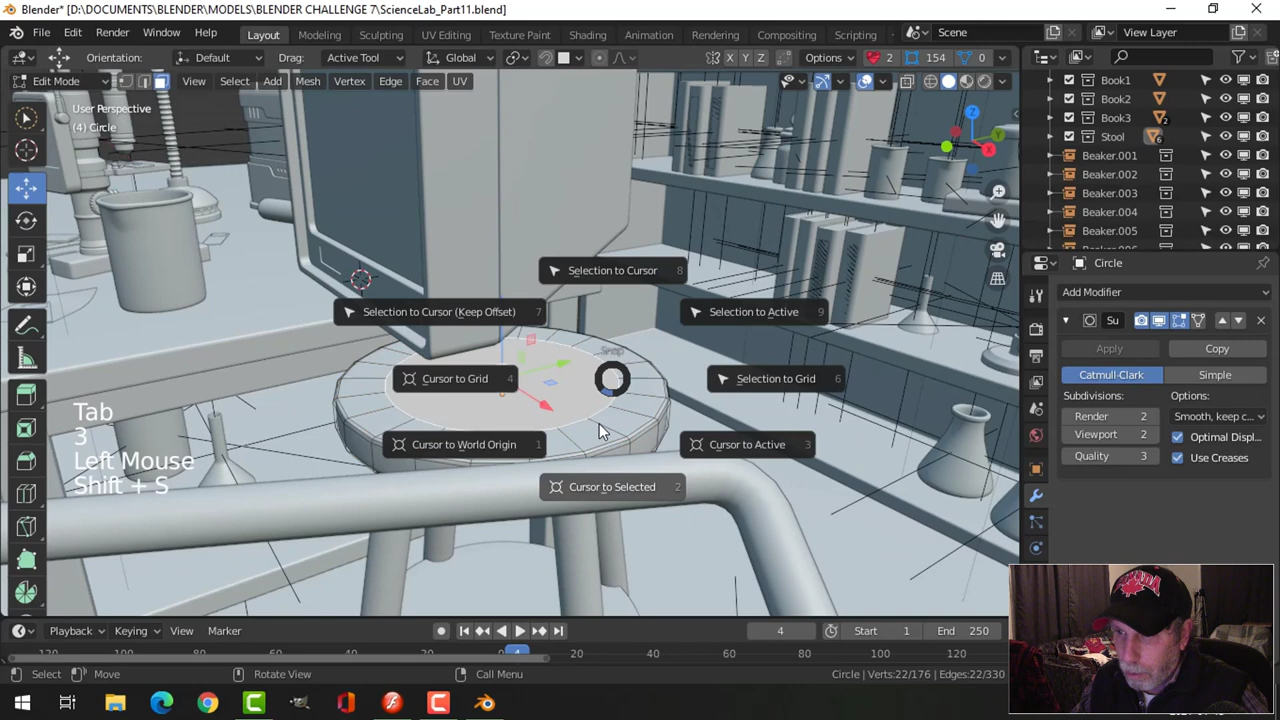 Blender* [D:\DOCUMENTS\BLENDER\MODELS\BLENDER CHALLENGE 7\ScienceLab_Part11.blend]
File Edit Render Window Help Layout Modeling Sculpting UV Editing Texture Paint Shading Animation Rendering Compositing Scripting Scene View Layer
Orientation: Default Drag: Active Tool Global X Y Z Options 2 154 0
Edit Mode View Select Add Mesh Vertex Edge Face UV
User Perspective
(4) Circle
Z
Y
X
Book1
Book2
Book3 2
Stool 6
Beaker.001
Beaker.002
Beaker.003
Beaker.004
Beaker.005
Circle
Add Modifier
Su
Apply Copy
Catmull-Clark Simple
Subdivisions: Options:
Render 2 Smooth, keep c...
Viewport 2 Optimal Displ...
Quality 3 Use Creases
Selection to Cursor 8
Selection to Cursor (Keep Offset) 7
Selection to Active 9
Snap
Cursor to Grid 4
Selection to Grid 6
Cursor to World Origin 1
Cursor to Active 3
Cursor to Selected 2
Tab
3
Left Mouse
Shift + S
Playback Keying View Marker 4 Start 1 End 250
20 40 60 80 100 120
4
Select Move Rotate View Call Menu Circle | Verts:22/176 | Edges:22/330